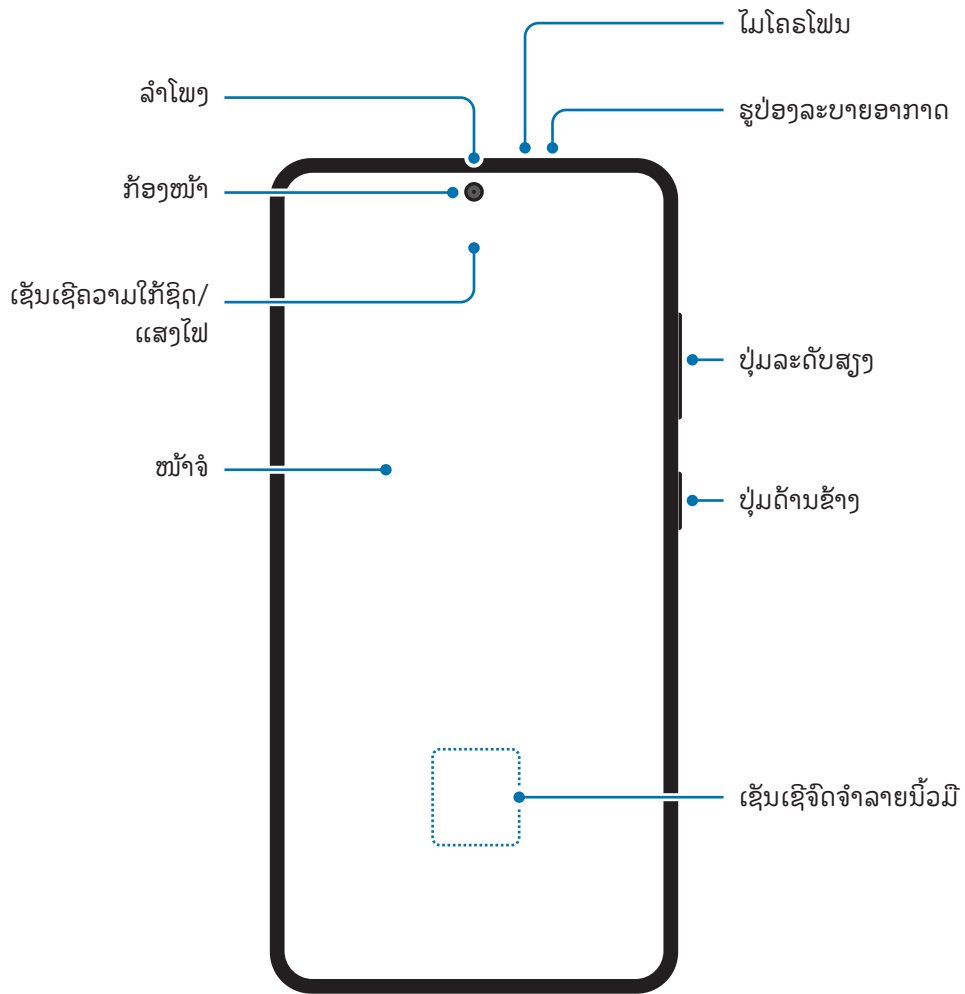 ໄມໂຄຣໂຟນ
ລຳໂພງ
ຮູປ່ອງລະບາຍອາກາດ
ກ້ອງໜ້າ
ເຊັນເຊີຄວາມໃກ້ຊິດ/
ແສງໄຟ
ປຸ່ມລະດັບສຽງ
ໜ້າຈໍ
ປຸ່ມດ້ານຂ້າງ
ເຊັນເຊີຈົດຈຳລາຍນິ້ວມື